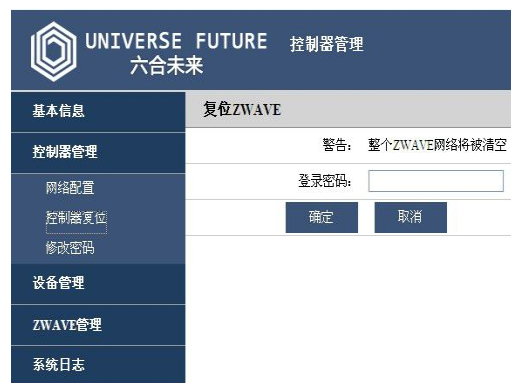 UNIVERSE FUTURE 控制器管理
六合未来
基本信息
控制器管理
网络配置
控制器复位
修改密码
设备管理
ZWAVE管理
系统日志
复位ZWAVE
警告: 整个ZWAVE网络将被清空
登录密码:
确定 取消